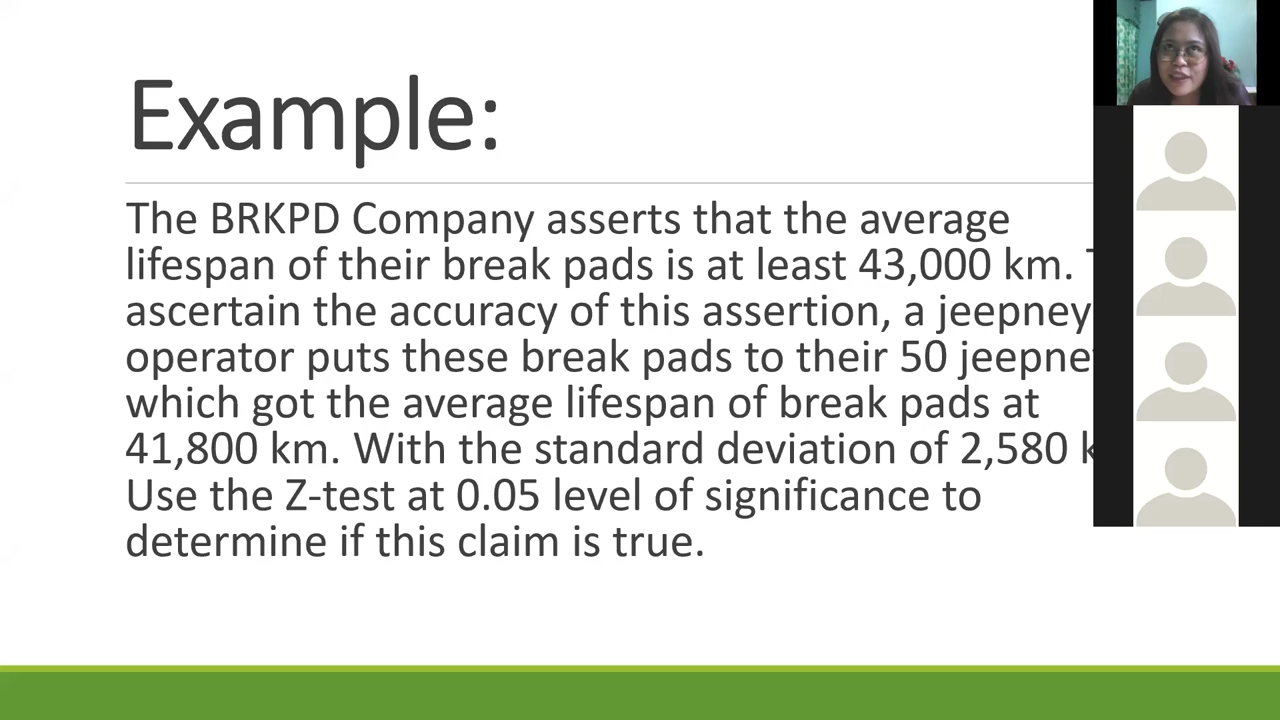 Example:
The BRKPD Company asserts that the average
lifespan of their break pads is at least 43,000 km.
ascertain the accuracy of this assertion, a jeepney
operator puts these break pads to their 50
which got the average lifespan of break pads at
41,800 km. With the standard deviation of 2,580
Use the Z-test at 0.05 level of significance to
determine if this claim is true.